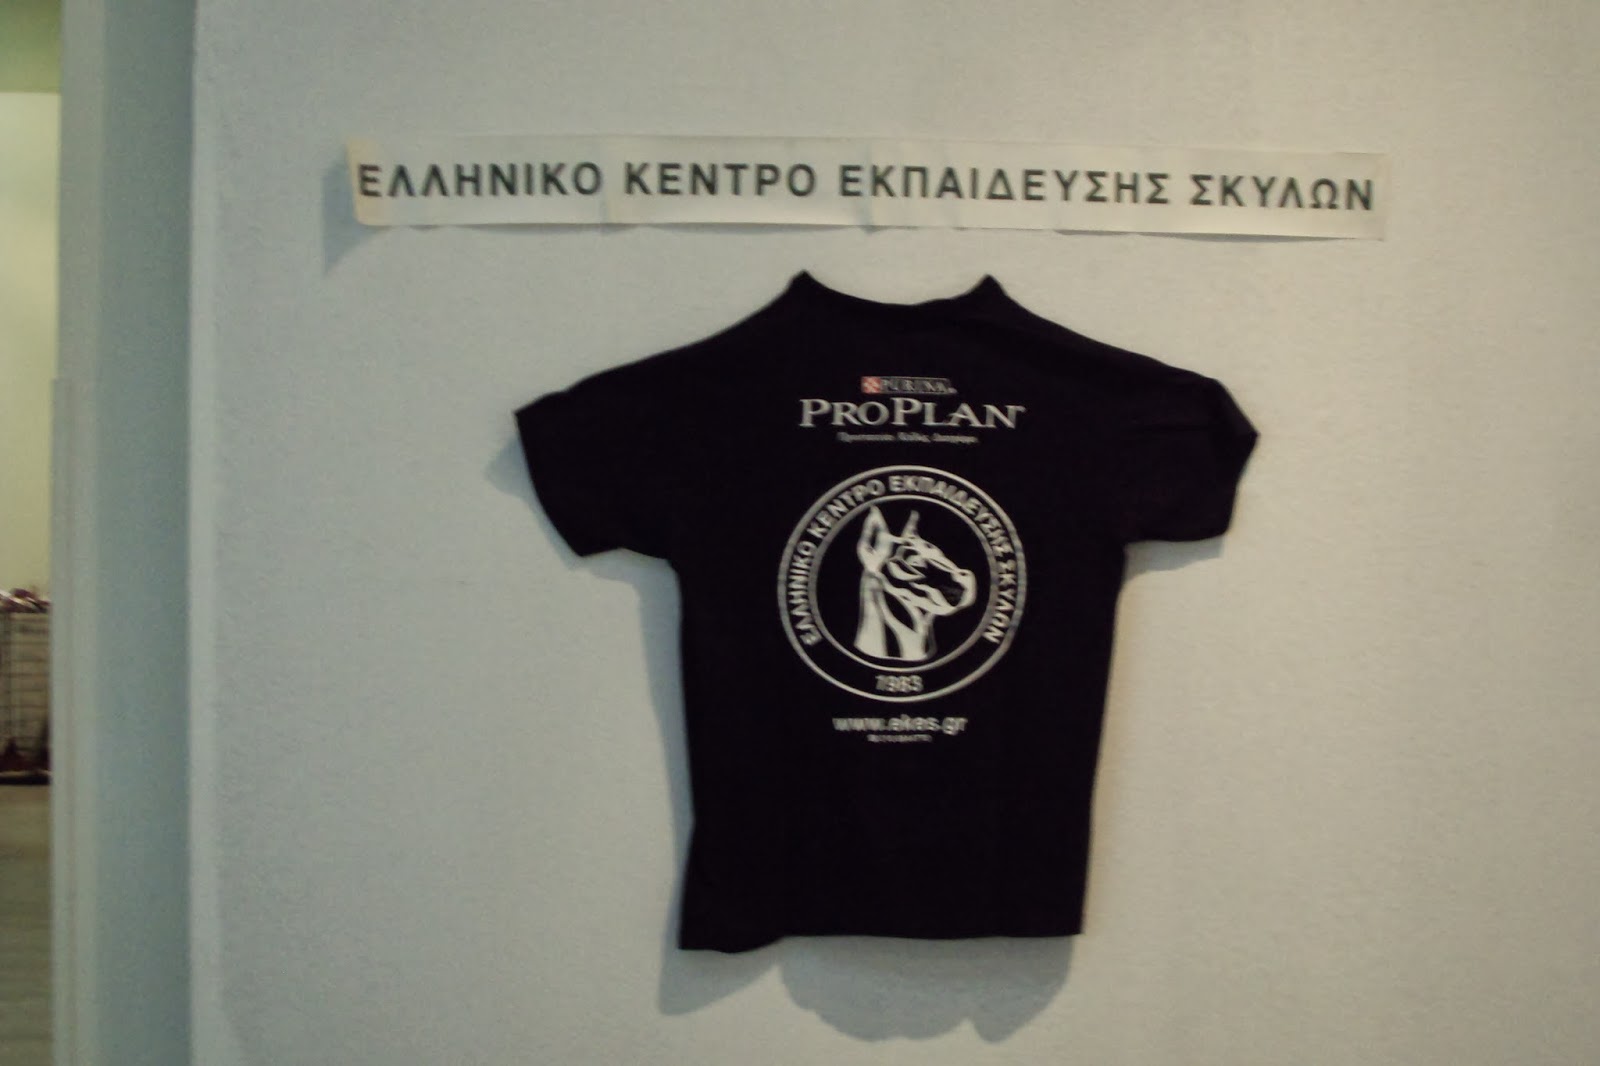 ΕΛΛΗΝΙΚΟ ΚΕΝΤΡΟ ΕΚΠΑΙΔΕΥΣΗΣ ΣΚΥΛΩΝ
PURINA
PROPLAN
ΕΛΛΗΝΙΚΟ ΚΕΝΤΡΟ ΕΚΠΑΙΔΕΥΣΗΣ ΣΚΥΛΩΝ
1983
www.ekes.gr